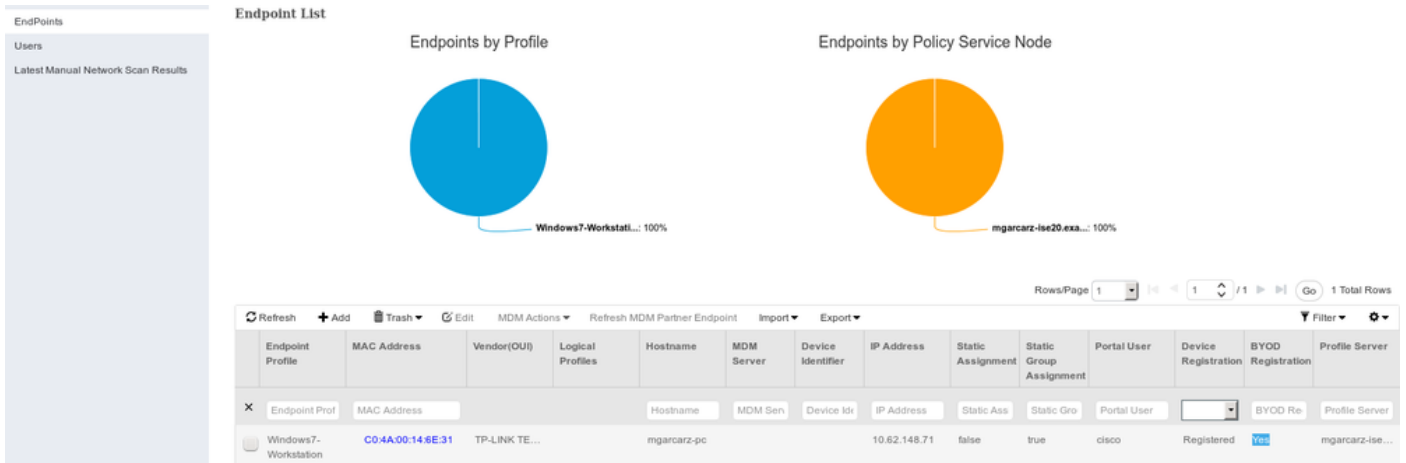 EndPoints
Users
Latest Manual Network Scan Results
Endpoint List
Endpoints by Profile
Windows7-Workstati...: 100%
Endpoints by Policy Service Node
mgarcarz-ise20.exa...: 100%
Rows/Page 1 1 / 1 Go 1 Total Rows
Refresh Add Trash Edit MDM Actions Refresh MDM Partner Endpoint Import Export Filter
Endpoint Profile MAC Address Vendor(OUI) Logical Profiles Hostname MDM Server Device Identifier IP Address Static Assignment Static Group Assignment Portal User Device Registration BYOD Registration Profile Server
Endpoint Prof MAC Address Hostname MDM Serv Device Ide IP Address Static Ass Static Gro Portal User BYOD Re Profile Server
Windows7-Workstation C0:4A:00:14:6E:31 TP-LINK TE... mgarcarz-pc 10.62.148.71 false true cisco Registered Yes mgarcarz-ise...